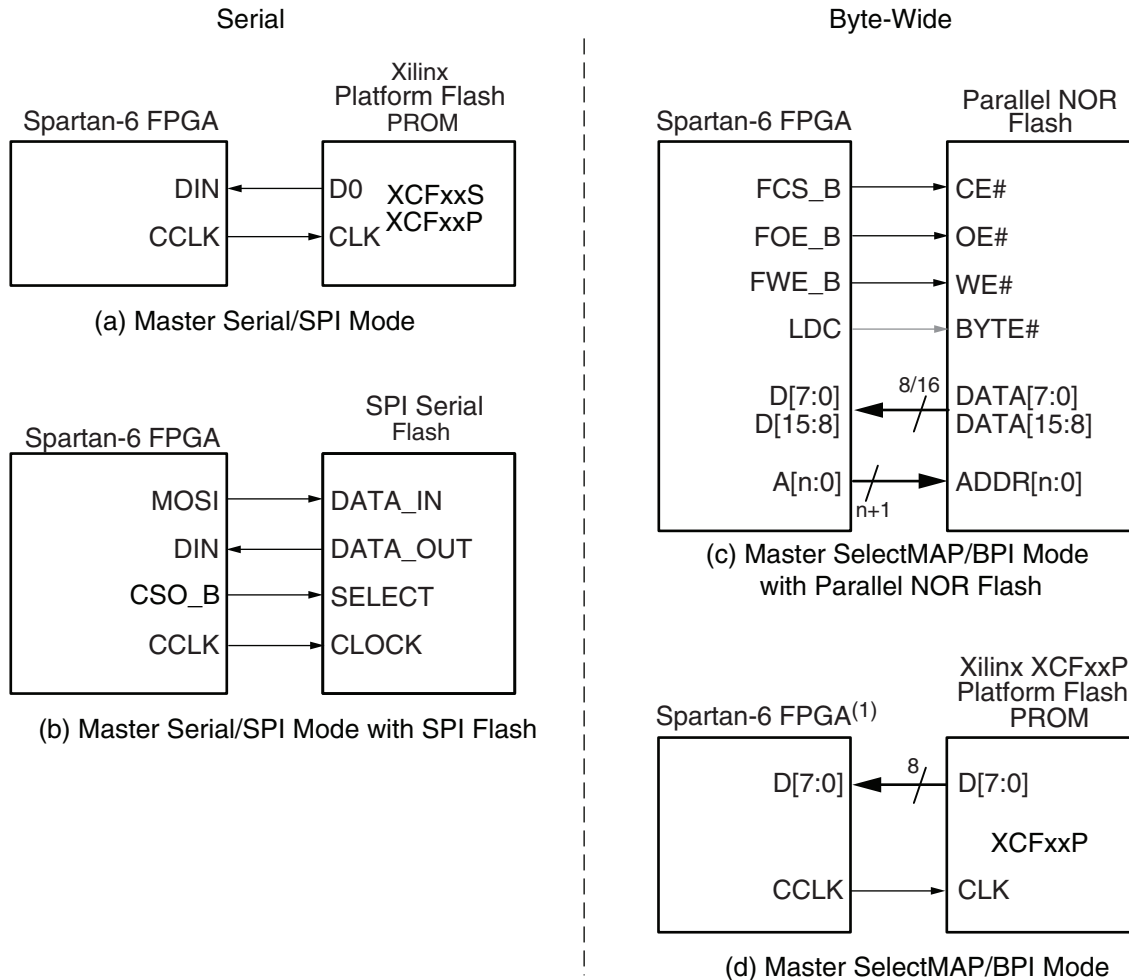 Serial
Xilinx
Platform Flash
PROM
Spartan-6 FPGA
DIN
D0
XCFxxS
XCFxxP
CCLK
CLK
(a) Master Serial/SPI Mode
SPI Serial
Flash
Spartan-6 FPGA
MOSI
DATA_IN
DIN
DATA_OUT
CSO_B
SELECT
CCLK
CLOCK
(b) Master Serial/SPI Mode with SPI Flash
Byte-Wide
Parallel NOR
Flash
Spartan-6 FPGA
FCS_B
CE#
FOE_B
OE#
FWE_B
WE#
LDC
BYTE#
8/16
D[7:0]
DATA[7:0]
D[15:8]
DATA[15:8]
A[n:0]
ADDR[n:0]
n+1
(c) Master SelectMAP/BPI Mode
with Parallel NOR Flash
Xilinx XCFxxP
Platform Flash
PROM
Spartan-6 FPGA(1)
8
D[7:0]
D[7:0]
XCFxxP
CCLK
CLK
(d) Master SelectMAP/BPI Mode